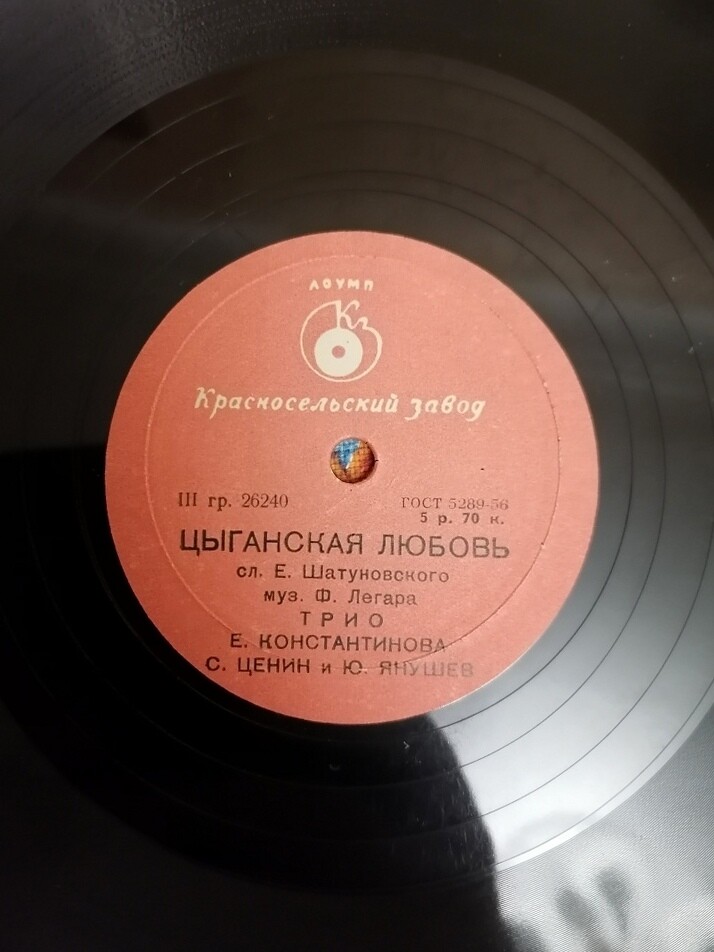 ЛОУМП
Кз
Красносельский завод
III гр. 26240 ГОСТ 5289-56
5 р. 70 к.
ЦЫГАНСКАЯ ЛЮБОВЬ
сл. Е. Шатуновского
муз. Ф. Легара
ТРИО
Е. КОНСТАНТИНОВА
С. ЦЕНИН и Ю. ЯНУШЕВ